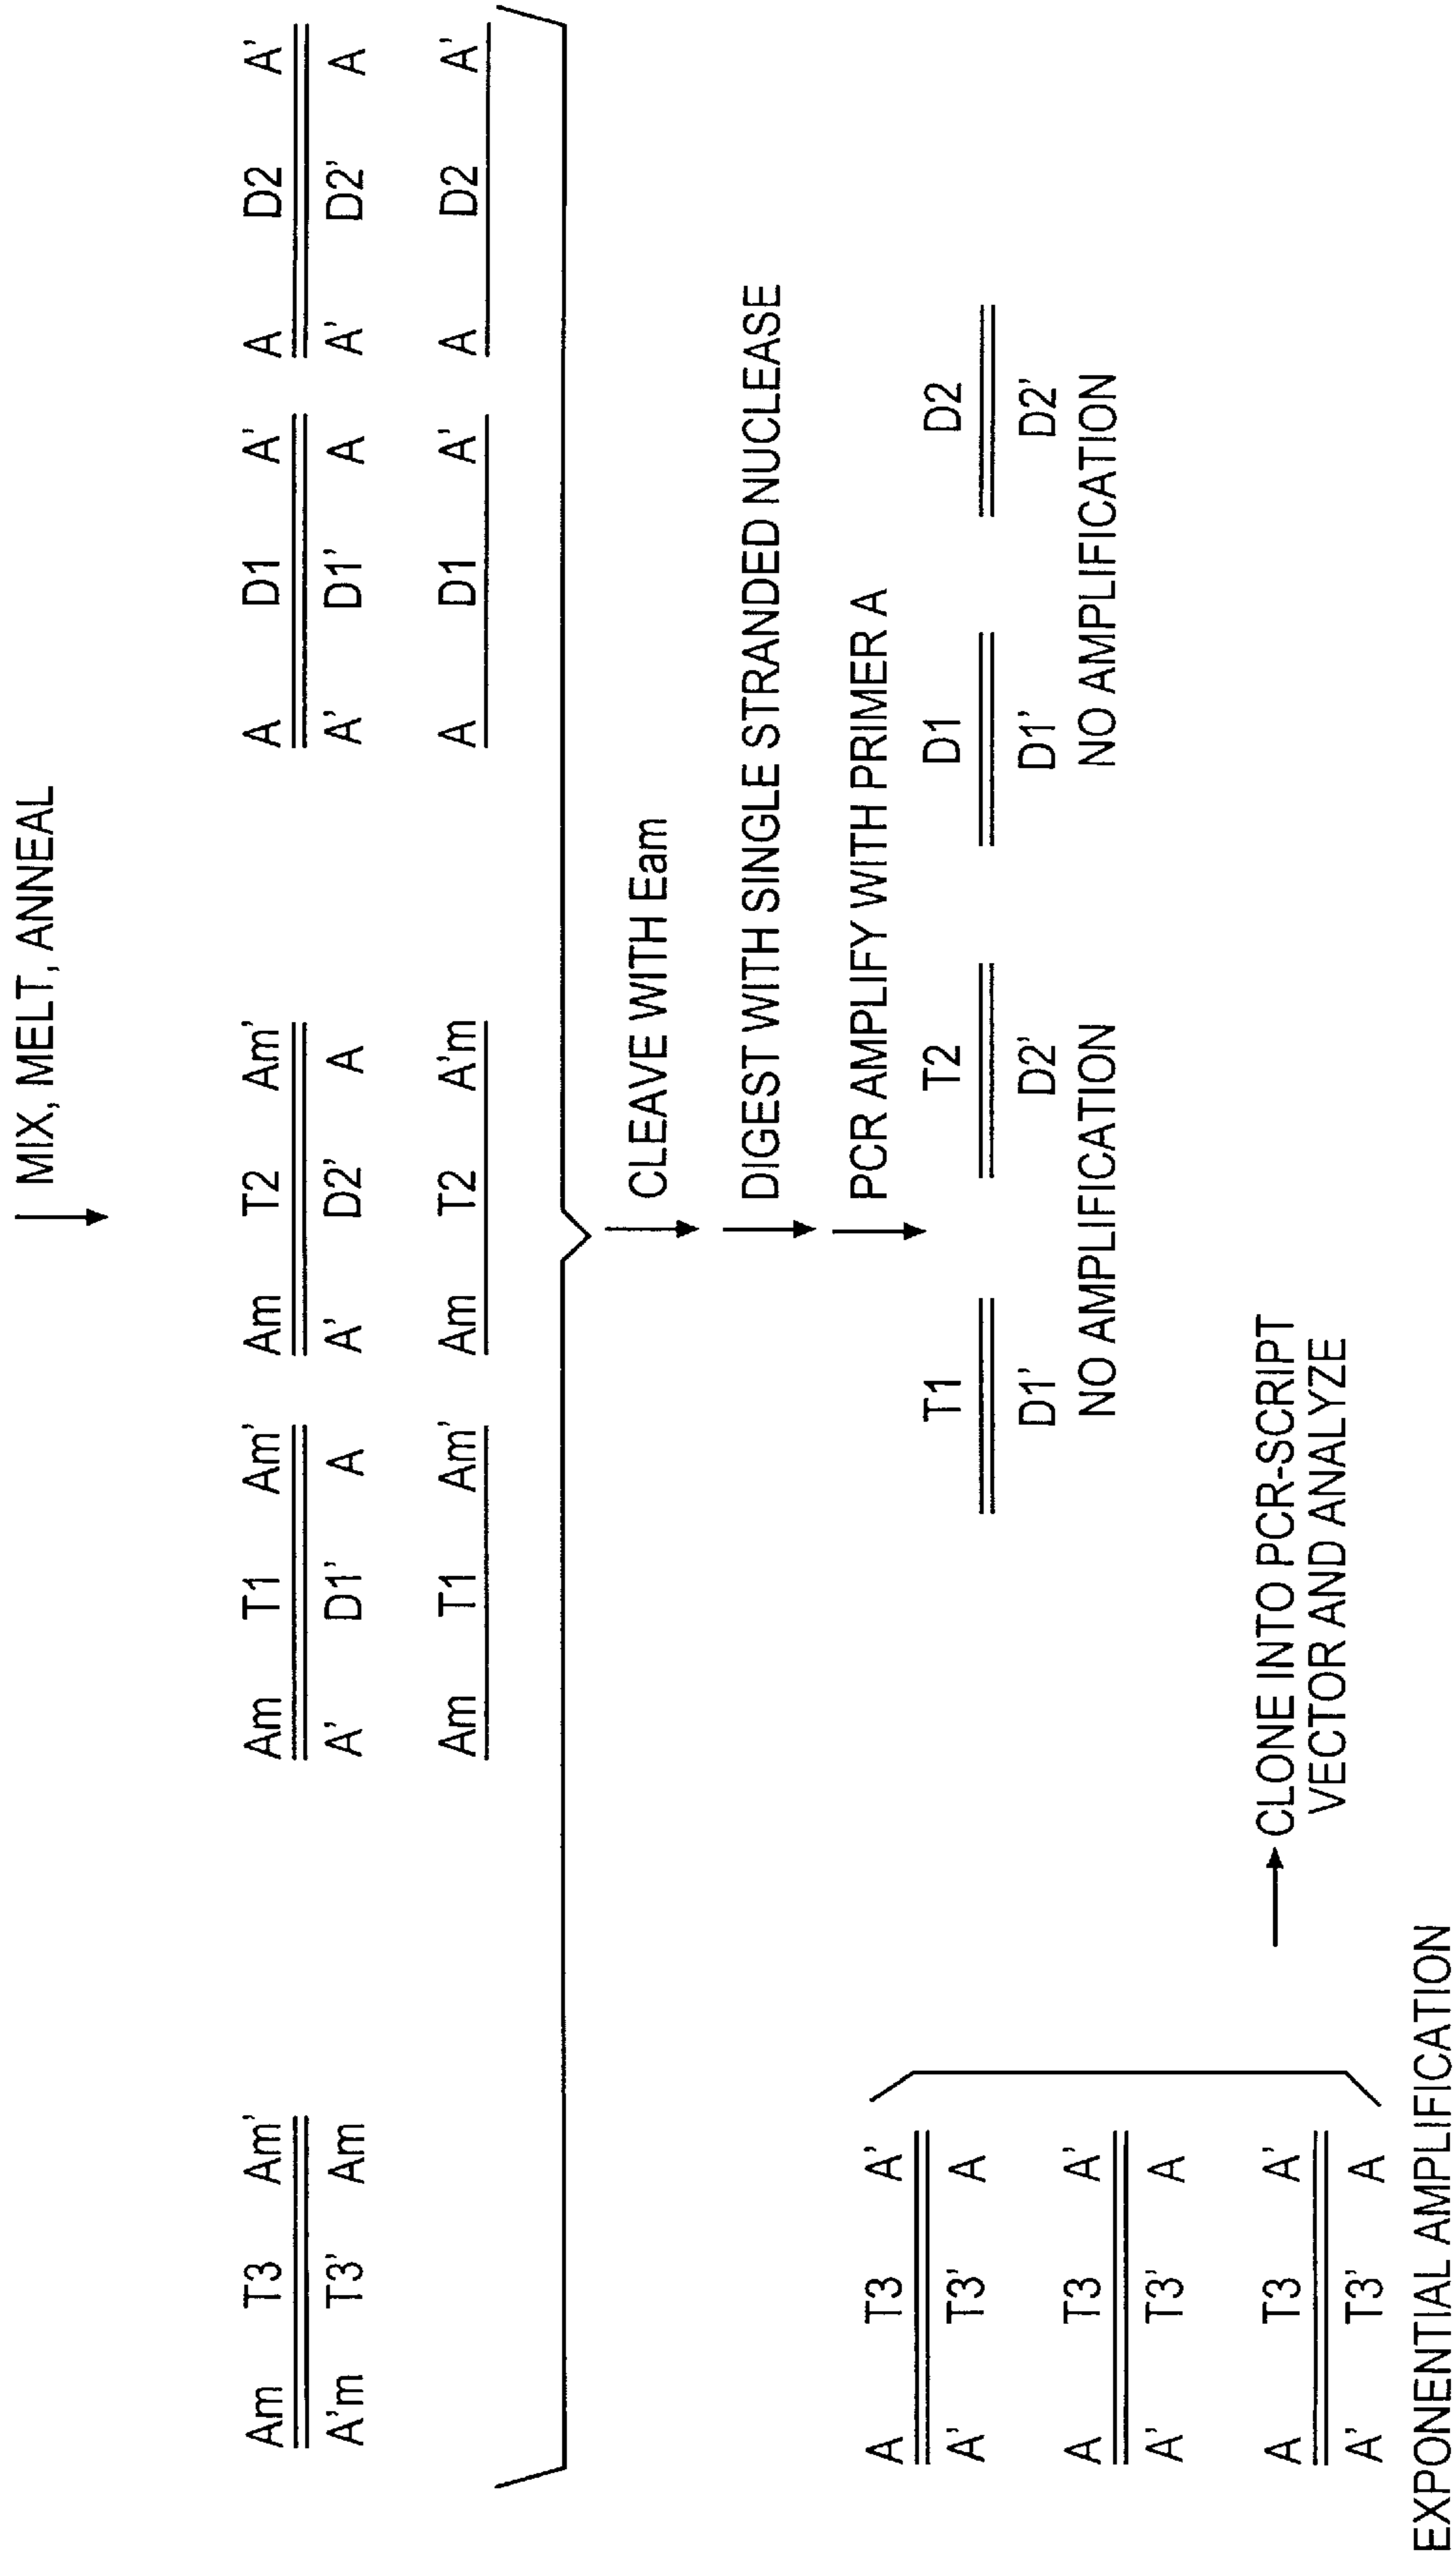 MIX, MELT, ANNEAL
Am T3 Am' Am T1 Am' Am T2 Am' A D1 A' A D2 A'
A'm T3' Am A' D1' A A' D2' A A' D1' A A' D2' A
Am T1 Am' Am T2 A'm A D1 A' A D2 A'
CLEAVE WITH Eam
DIGEST WITH SINGLE STRANDED NUCLEASE
PCR AMPLIFY WITH PRIMER A
A T3 A'
A' T3' A
A T3 A'
A' T3' A
A T3 A'
A' T3' A
EXPONENTIAL AMPLIFICATION
T1 T2 D1 D2
D1' D2' D1' D2'
NO AMPLIFICATION NO AMPLIFICATION
CLONE INTO PCR-SCRIPT
VECTOR AND ANALYZE